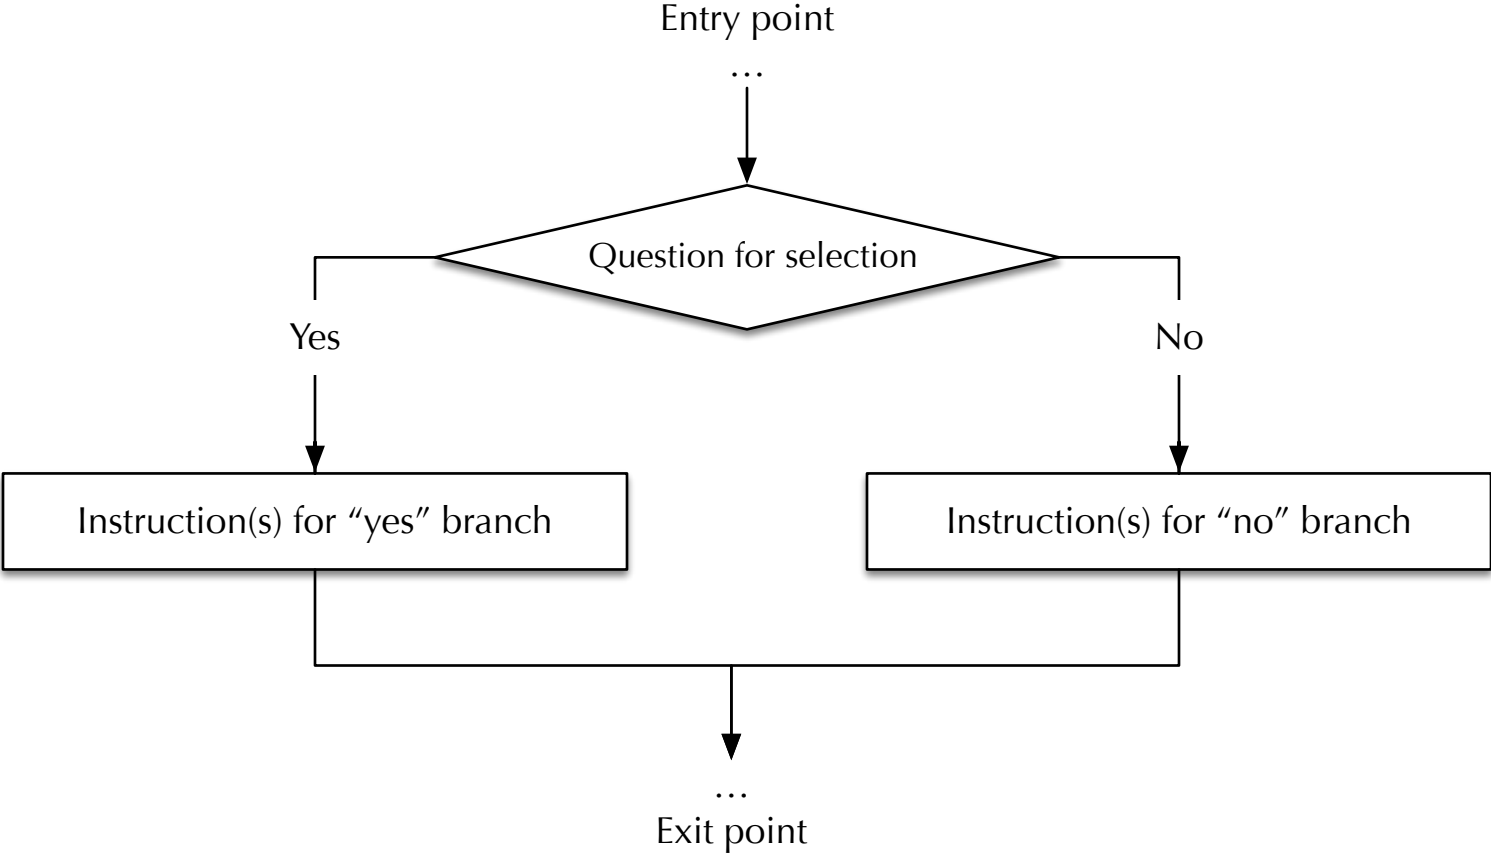 Entry point
…
Question for selection
Yes
No
Instruction(s) for “yes” branch
Instruction(s) for “no” branch
…
Exit point